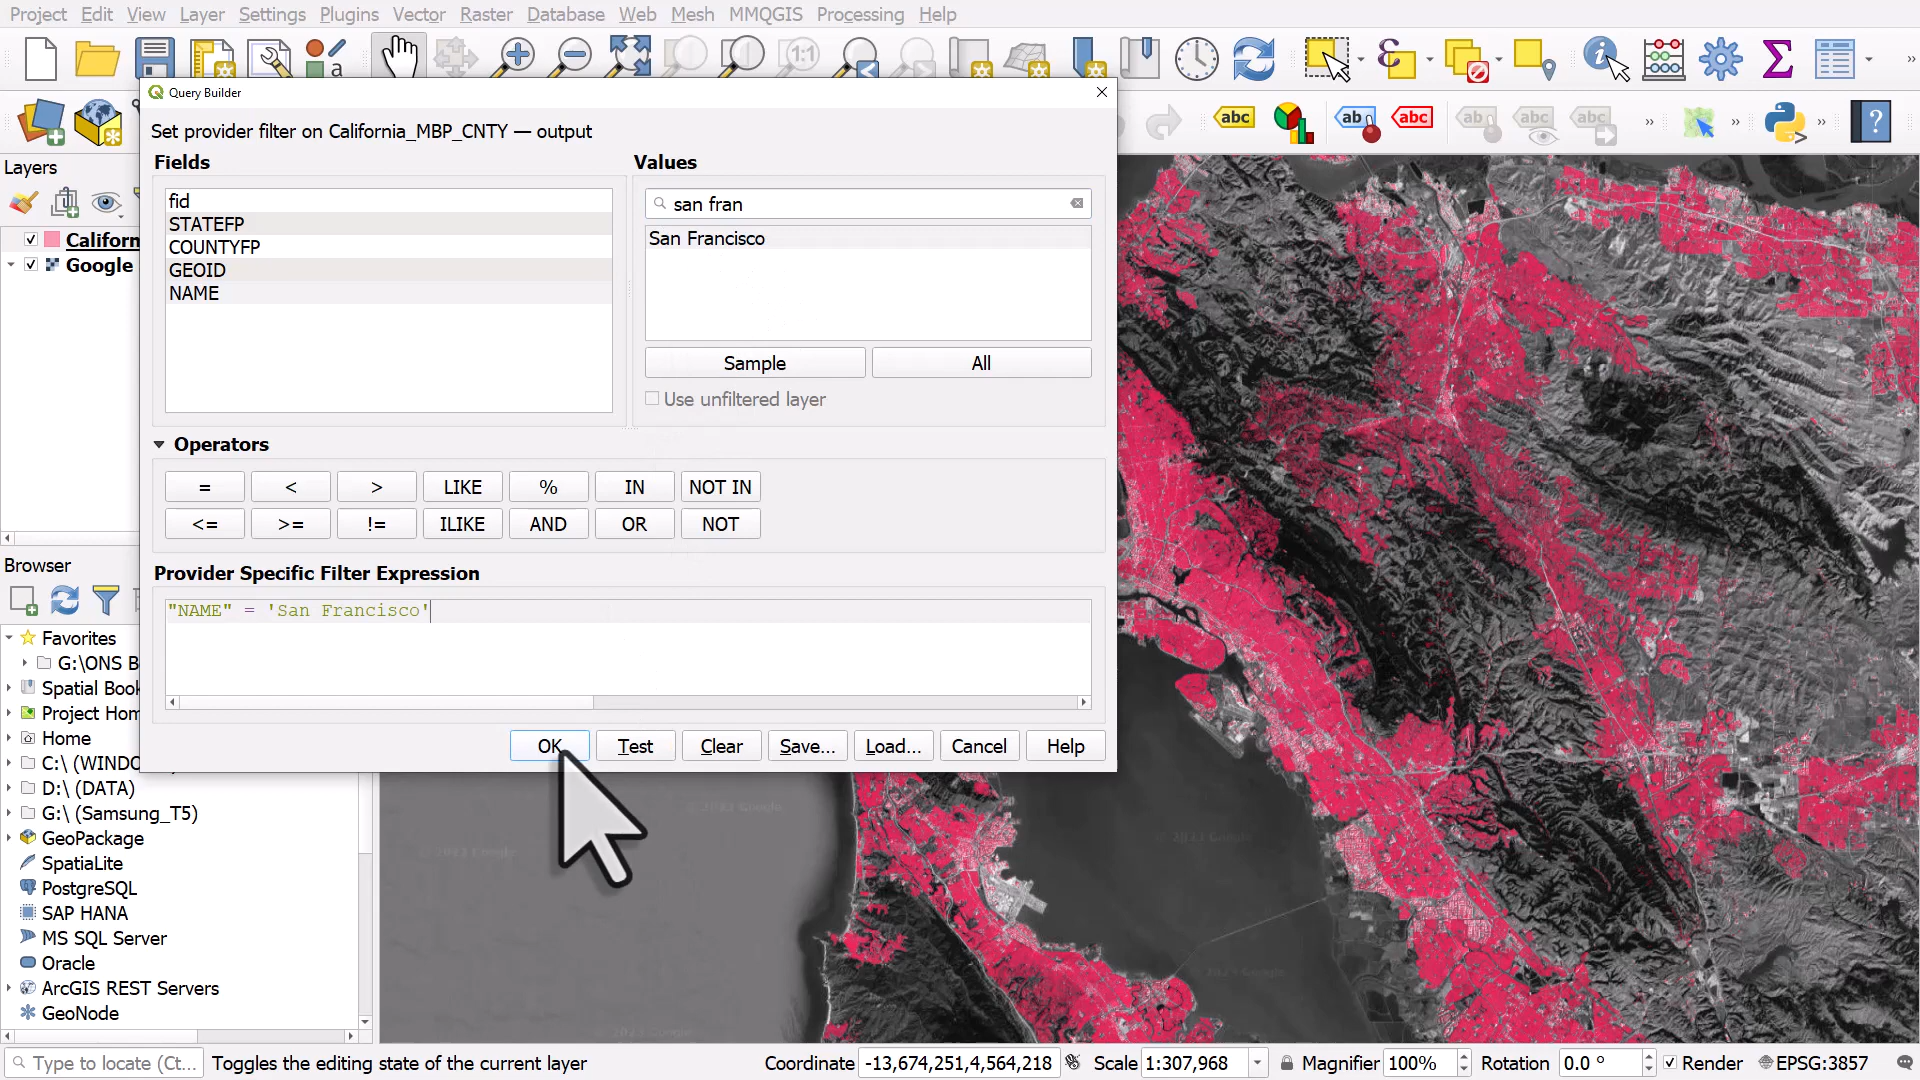 Project Edit View Layer Settings Plugins Vector Raster Database Web Mesh MMQGIS Processing Help
a
1:1
Query Builder
Set provider filter on California_MBP_CNTY — output
Fields
Values
fid
STATEFP
COUNTYFP
GEOID
NAME
san fran
San Francisco
Sample
All
Use unfiltered layer
Operators
= < > LIKE % IN NOT IN
<= >= != ILIKE AND OR NOT
Provider Specific Filter Expression
"NAME" = 'San Francisco'
OK Test Clear Save... Load... Cancel Help
abc ab abc abc abc abc
?
Layers
Californ
Google
Browser
Favorites
G:\ONS B
Spatial Book
Project Hom
Home
C:\ (WINDO
D:\ (DATA)
G:\ (Samsung_T5)
GeoPackage
SpatiaLite
PostgreSQL
SAP HANA
MS SQL Server
Oracle
ArcGIS REST Servers
GeoNode
Type to locate (Ct... Toggles the editing state of the current layer Coordinate -13,674,251,4,564,218 Scale 1:307,968 Magnifier 100% Rotation 0.0 ° Render EPSG:3857